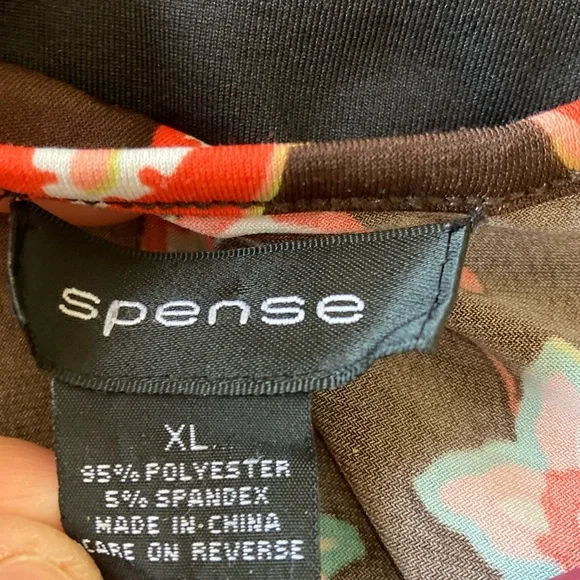 spense
XL
95% POLYESTER
5% SPANDEX
MADE IN CHINA
CARE ON REVERSE